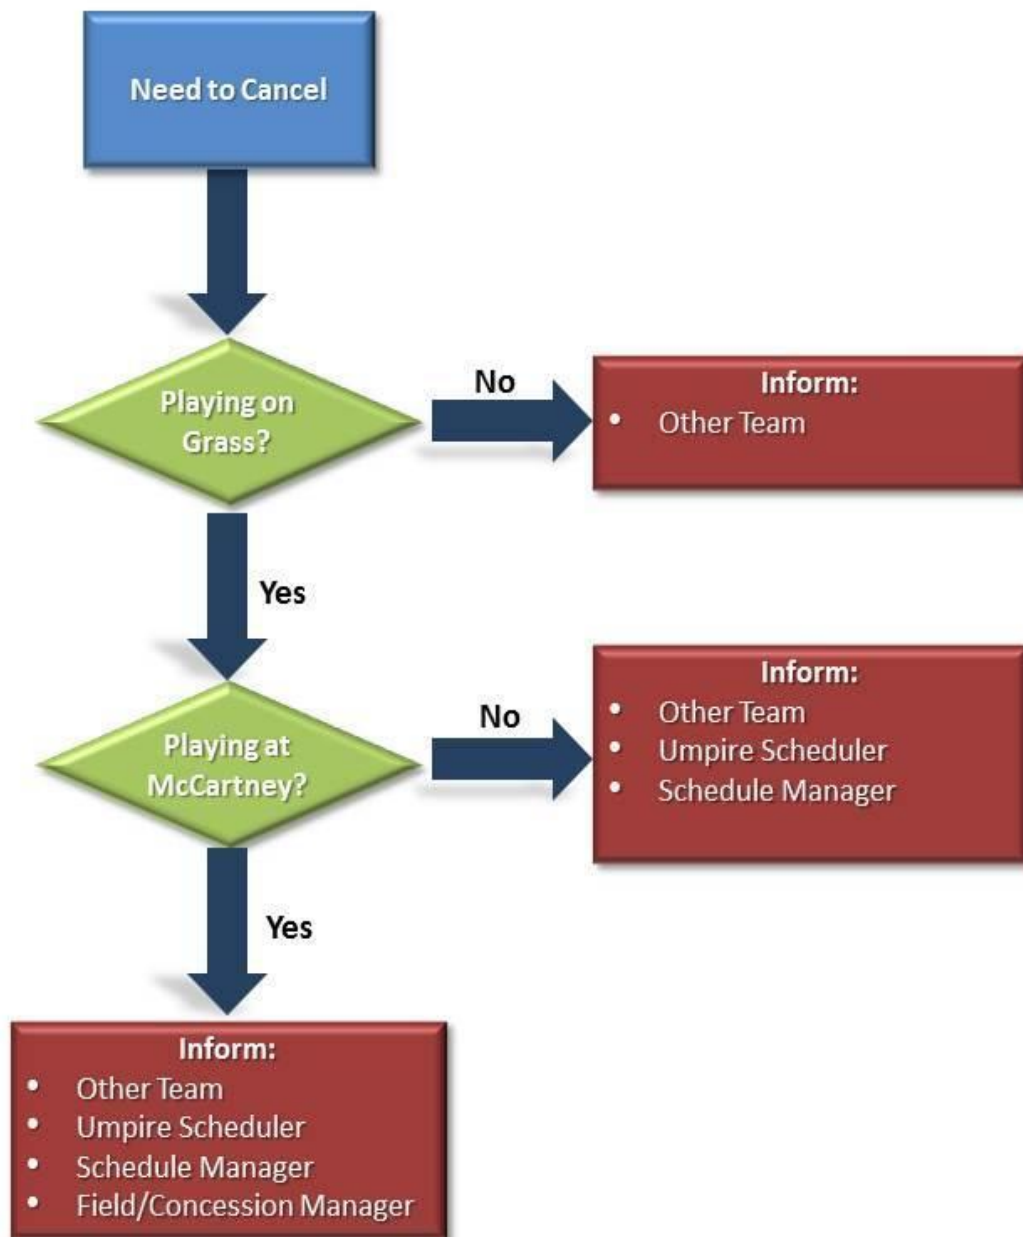 Need to Cancel
Playing on
Grass?
No
Inform:
• Other Team
Yes
Playing at
McCartney?
No
Inform:
• Other Team
• Umpire Scheduler
• Schedule Manager
Yes
Inform:
• Other Team
• Umpire Scheduler
• Schedule Manager
• Field/Concession Manager